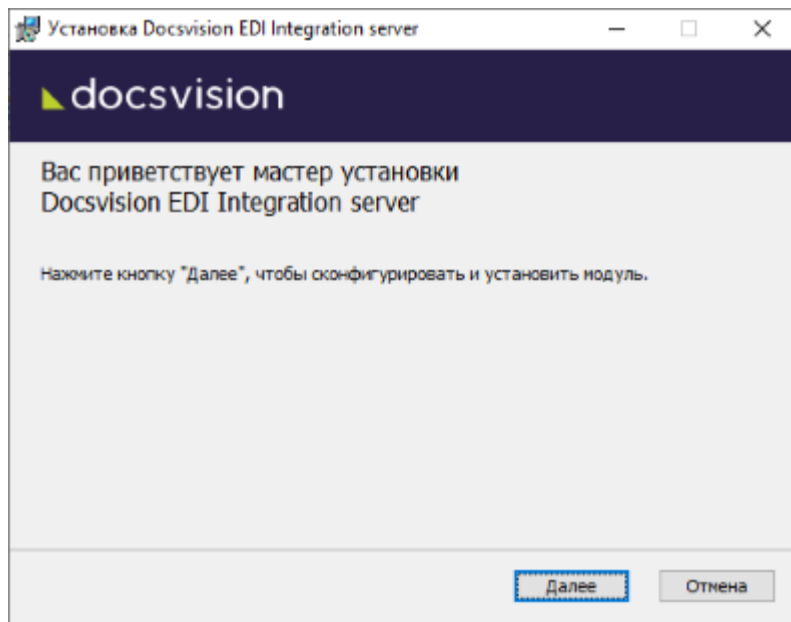 Установка Docsvision EDI Integration server
docsvision
Вас приветствует мастер установки
Docsvision EDI Integration server
Нажмите кнопку "Далее", чтобы сконфигурировать и установить модуль.
Далее
Отмена